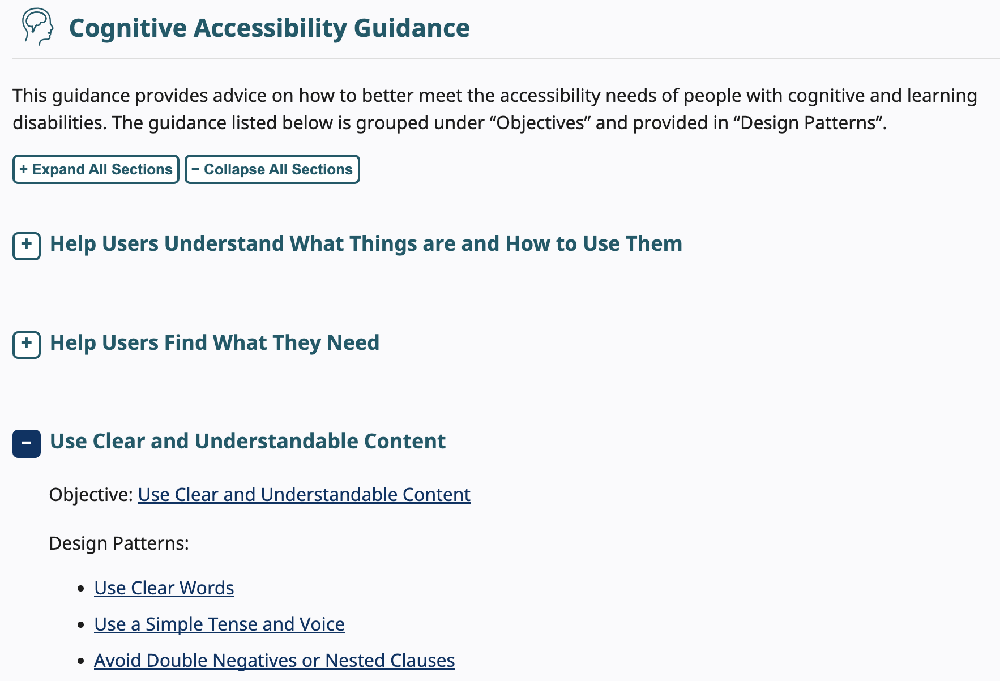 Cognitive Accessibility Guidance
This guidance provides advice on how to better meet the accessibility needs of people with cognitive and learning
disabilities. The guidance listed below is grouped under “Objectives” and provided in “Design Patterns”.
+ Expand All Sections − Collapse All Sections
+ Help Users Understand What Things are and How to Use Them
+ Help Users Find What They Need
− Use Clear and Understandable Content
Objective: Use Clear and Understandable Content
Design Patterns:
• Use Clear Words
• Use a Simple Tense and Voice
• Avoid Double Negatives or Nested Clauses